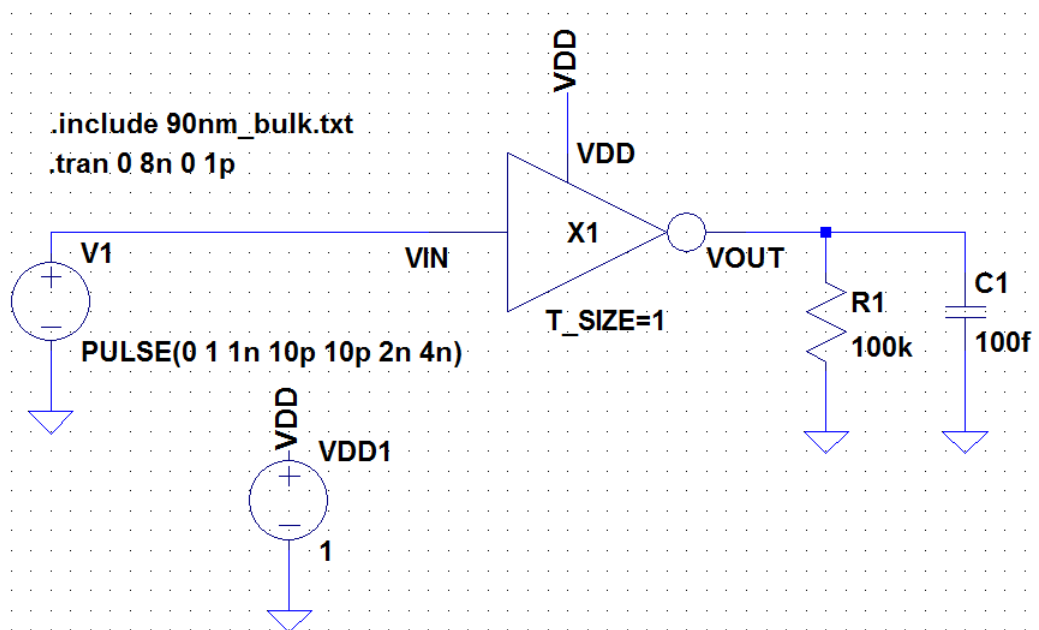 VDD
.include 90nm_bulk.txt
.tran 0 8n 0 1p
VDD
V1
VIN
X1
VOUT
C1
R1
T_SIZE=1
100k
100f
PULSE(0 1 1n 10p 10p 2n 4n)
VDD
VDD1
1